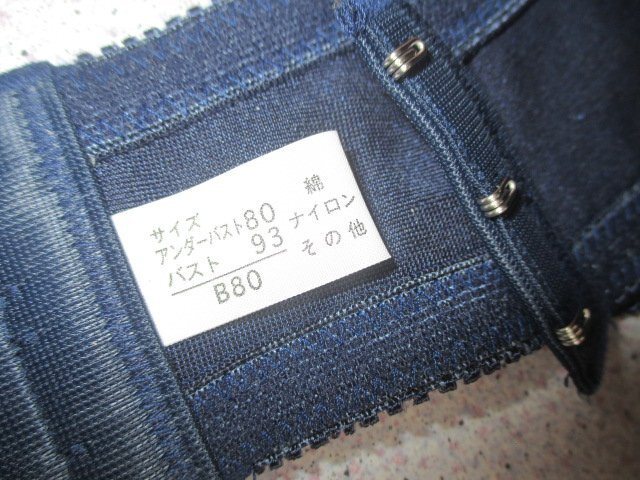 サイズ
アンダーバスト80
バスト 93
B80
綿
ナイロン
その他